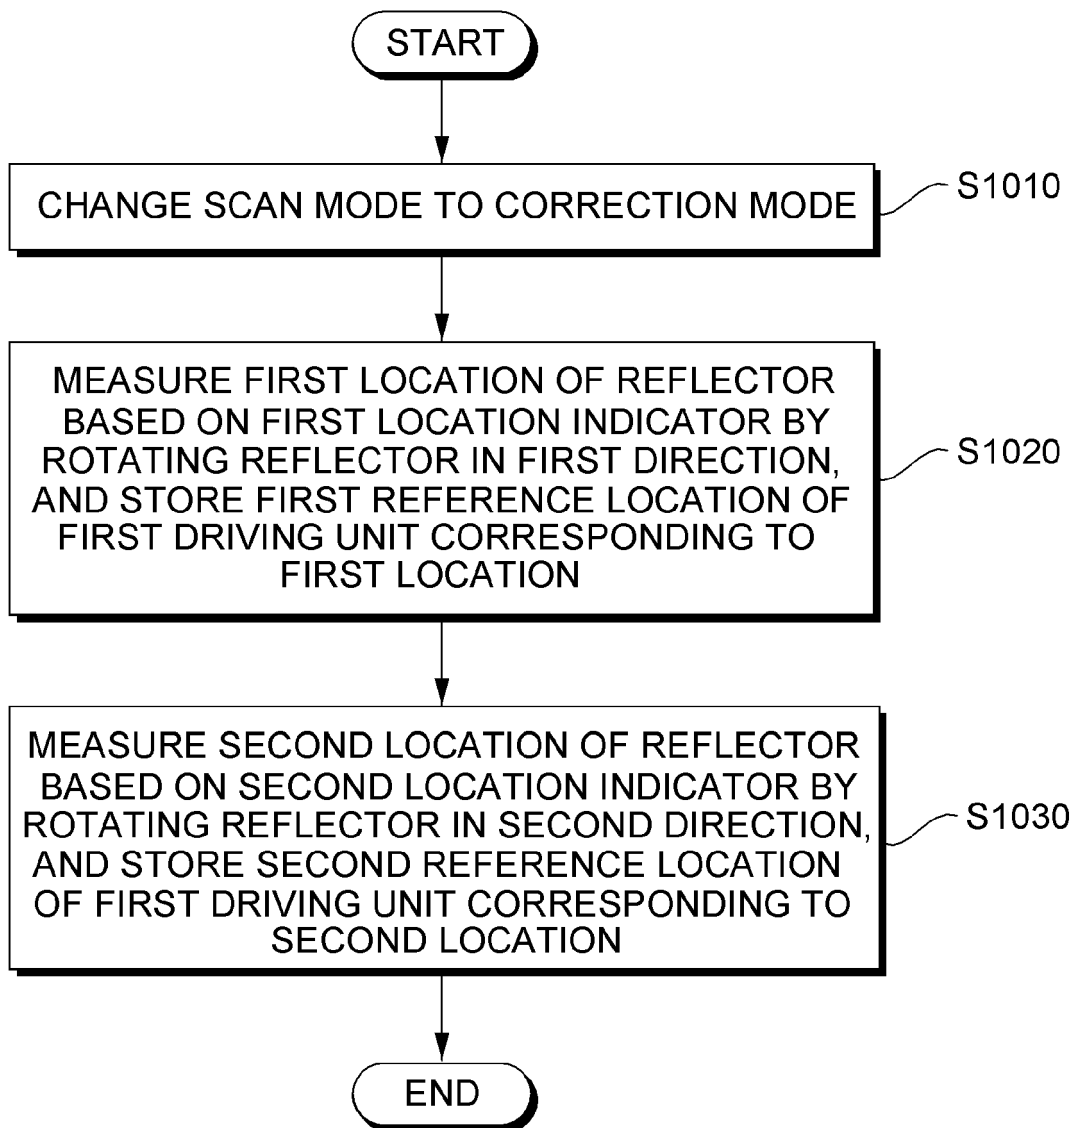 START
CHANGE SCAN MODE TO CORRECTION MODE
S1010
MEASURE FIRST LOCATION OF REFLECTOR
BASED ON FIRST LOCATION INDICATOR BY
ROTATING REFLECTOR IN FIRST DIRECTION,
AND STORE FIRST REFERENCE LOCATION OF
FIRST DRIVING UNIT CORRESPONDING TO
FIRST LOCATION
S1020
MEASURE SECOND LOCATION OF REFLECTOR
BASED ON SECOND LOCATION INDICATOR BY
ROTATING REFLECTOR IN SECOND DIRECTION,
AND STORE SECOND REFERENCE LOCATION
OF FIRST DRIVING UNIT CORRESPONDING TO
SECOND LOCATION
S1030
END